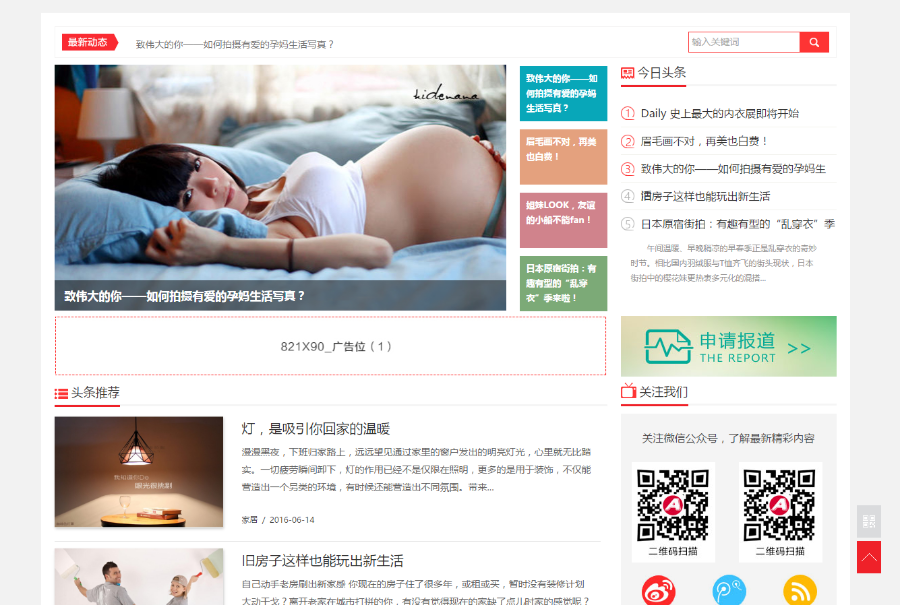 最新动态
致伟大的你——如何拍摄有爱的孕妈生活写真？
输入关键词
hidenana
致伟大的你——如何拍摄有爱的孕妈生活写真？
致伟大的你——如
何拍摄有爱的孕妈
生活写真？
眉毛画不对，再美
也白费！
姐妹LOOK，友谊
的小船不能fan！
日本原宿街拍：有
趣有型的“乱穿
衣”季来啦！
今日头条
1 Daily 史上最大的内衣展即将开始
2 眉毛画不对，再美也白费！
3 致伟大的你——如何拍摄有爱的孕妈生
4 旧房子这样也能玩出新生活
5 日本原宿街拍：有趣有型的“乱穿衣”季
午间温暖、早晚稍凉的早春季正是乱穿衣的奇妙
时节。相比国内羽绒服与T恤齐飞的街头现状，日本
街拍中的樱花妹更热衷多元化的混搭...
821X90_广告位（1）
申请报道
THE REPORT >>
头条推荐
灯，是吸引你回家的温暖
漫漫黑夜，下班归家路上，远远望见通过家里的窗户发出的明亮灯光，心里就无比踏
实。一切疲劳瞬间卸下，灯的作用已经不是仅限在照明，更多的是用于装饰，不仅能
营造出一个另类的环境，有时候还能营造出不同氛围。带来...
家居 / 2016-06-14
旧房子这样也能玩出新生活
自己动手老房刷出新家感 你现在的房子住了很多年，或租或买，暂时没有装修计划
大动干戈？离开老家在城市打拼的你，有没有觉得现在的家缺了点儿时家的感觉呢？
关注我们
关注微信公众号，了解最新精彩内容
二维码扫描
二维码扫描